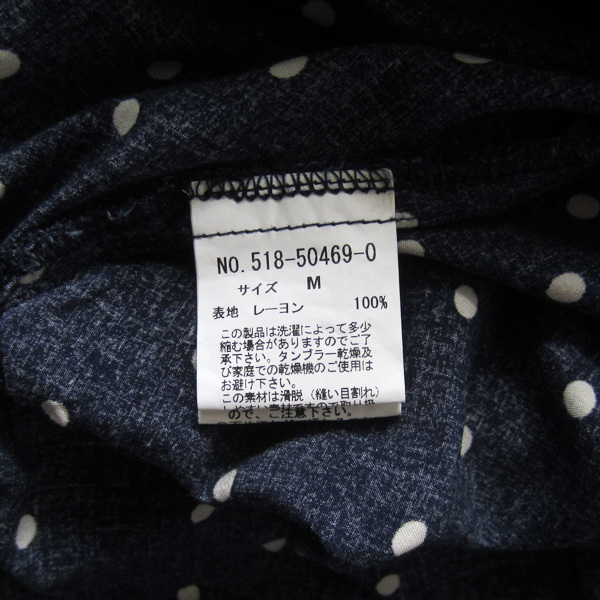 NO. 518-50469-0
サイズ M
表地 レーヨン 100%
この製品は洗濯によって多少
縮む場合がありますのでご了
承下さい。タンブラー乾燥及
び家庭での乾燥機のご使用は
お避け下さい。
この素材は滑脱（縫い目割れ）
ので、ご注意下さい。